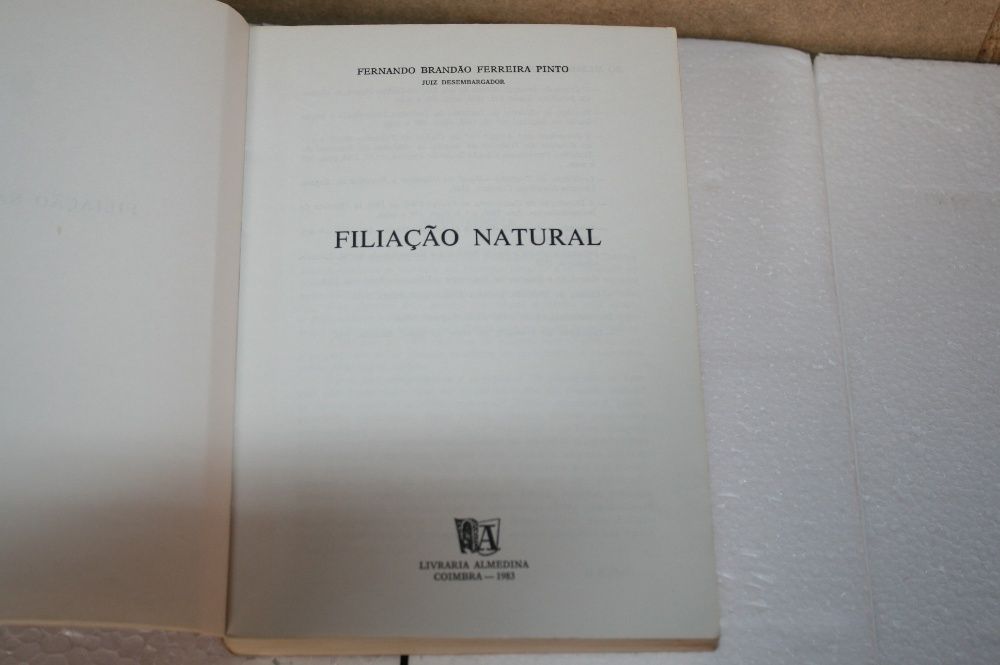 FERNANDO BRANDÃO FERREIRA PINTO
JUIZ DESEMBARGADOR
FILIAÇÃO NATURAL
LIVRARIA ALMEDINA
COIMBRA — 1983